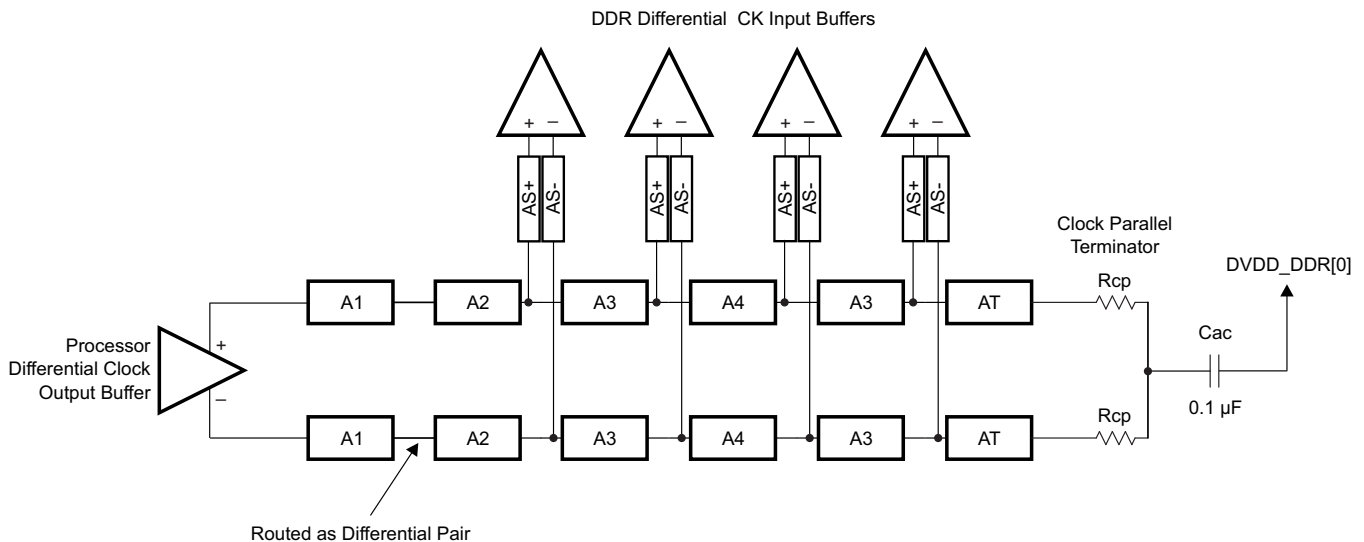 DDR Differential CK Input Buffers
+ − + − + − + −
AS+ AS- AS+ AS- AS+ AS- AS+ AS-
Clock Parallel
Terminator
DVDD_DDR[0]
A1 A2 A3 A4 A3 AT Rcp
Processor
Differential Clock
Output Buffer
+
−
Cac
0.1 µF
A1 A2 A3 A4 A3 AT Rcp
Routed as Differential Pair